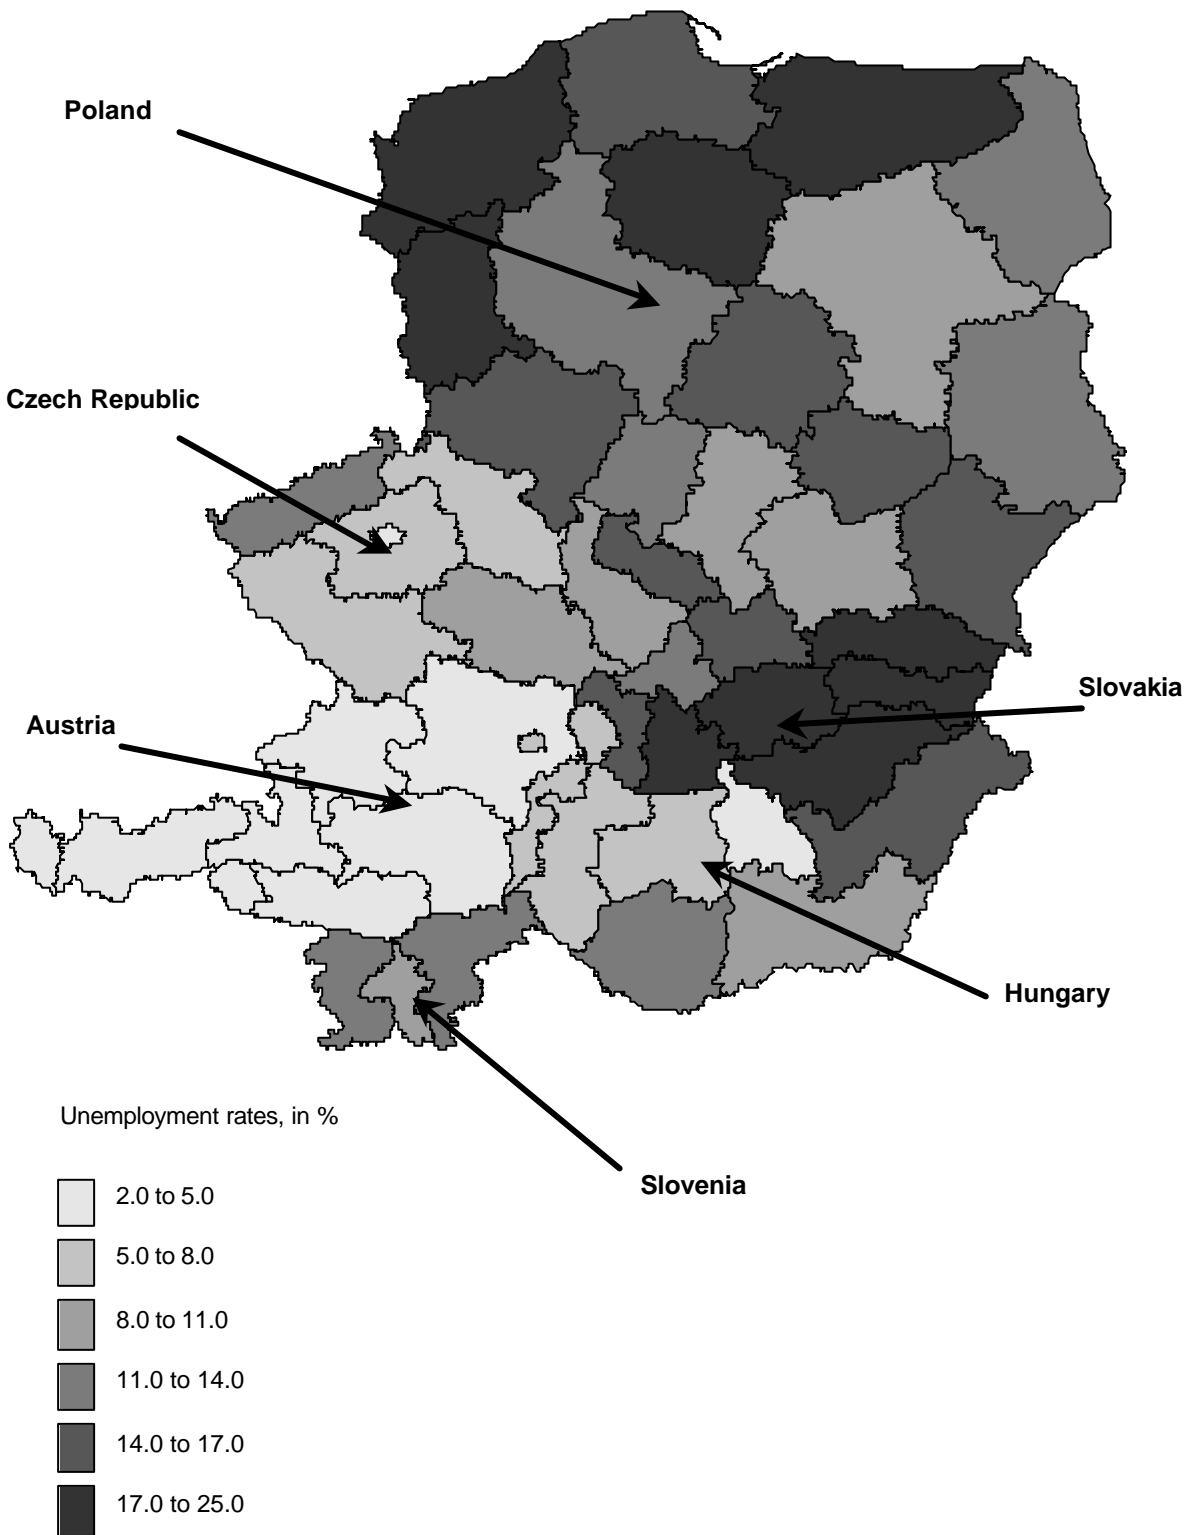 Poland
Czech Republic
Slovakia
Austria
Hungary
Unemployment rates, in %
Slovenia
2.0 to 5.0
5.0 to 8.0
8.0 to 11.0
11.0 to 14.0
14.0 to 17.0
17.0 to 25.0